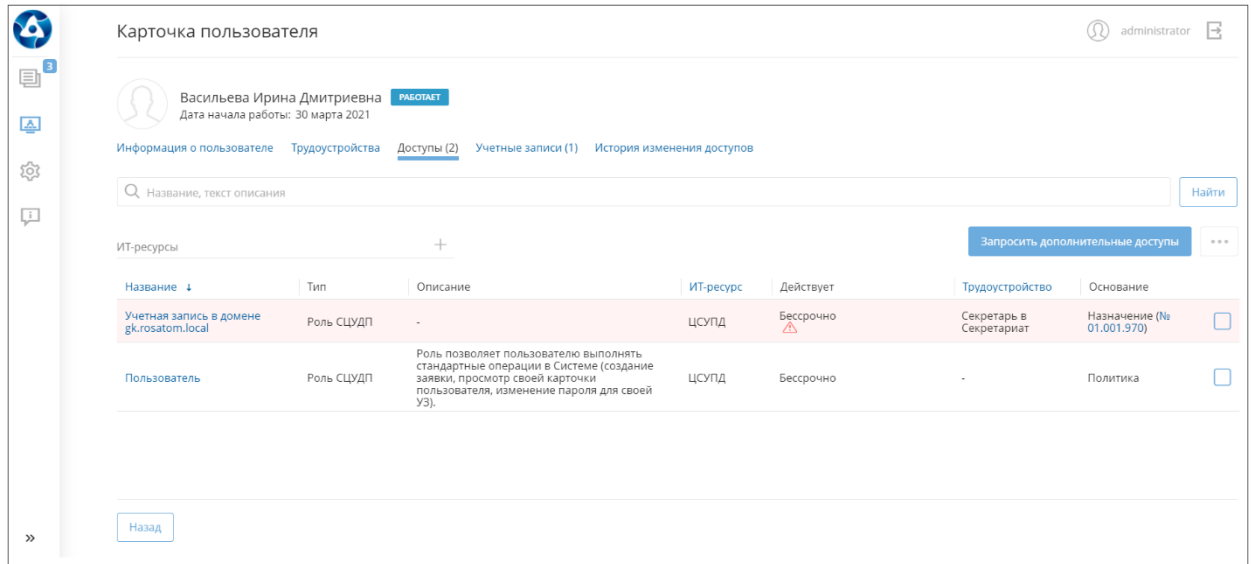 Карточка пользователя
administrator
3
Васильева Ирина Дмитриевна РАБОТАЕТ
Дата начала работы: 30 марта 2021
Информация о пользователе Трудоустройства Доступы (2) Учетные записи (1) История изменения доступов
Название, текст описания Найти
ИТ-ресурсы + Запросить дополнительные доступы ...
Название ↓ Тип Описание ИТ-ресурс Действует Трудоустройство Основание
Учетная запись в домене
gk.rosatom.local
Роль СЦУДП
-
ЦСУПД
Бессрочно
Секретарь в
Секретариат
Назначение (№
01.001.970)
Пользователь
Роль СЦУДП
Роль позволяет пользователю выполнять
стандартные операции в Системе (создание
заявки, просмотр своей карточки
пользователя, изменение пароля для своей
УЗ).
ЦСУПД
Бессрочно
-
Политика
Назад
»